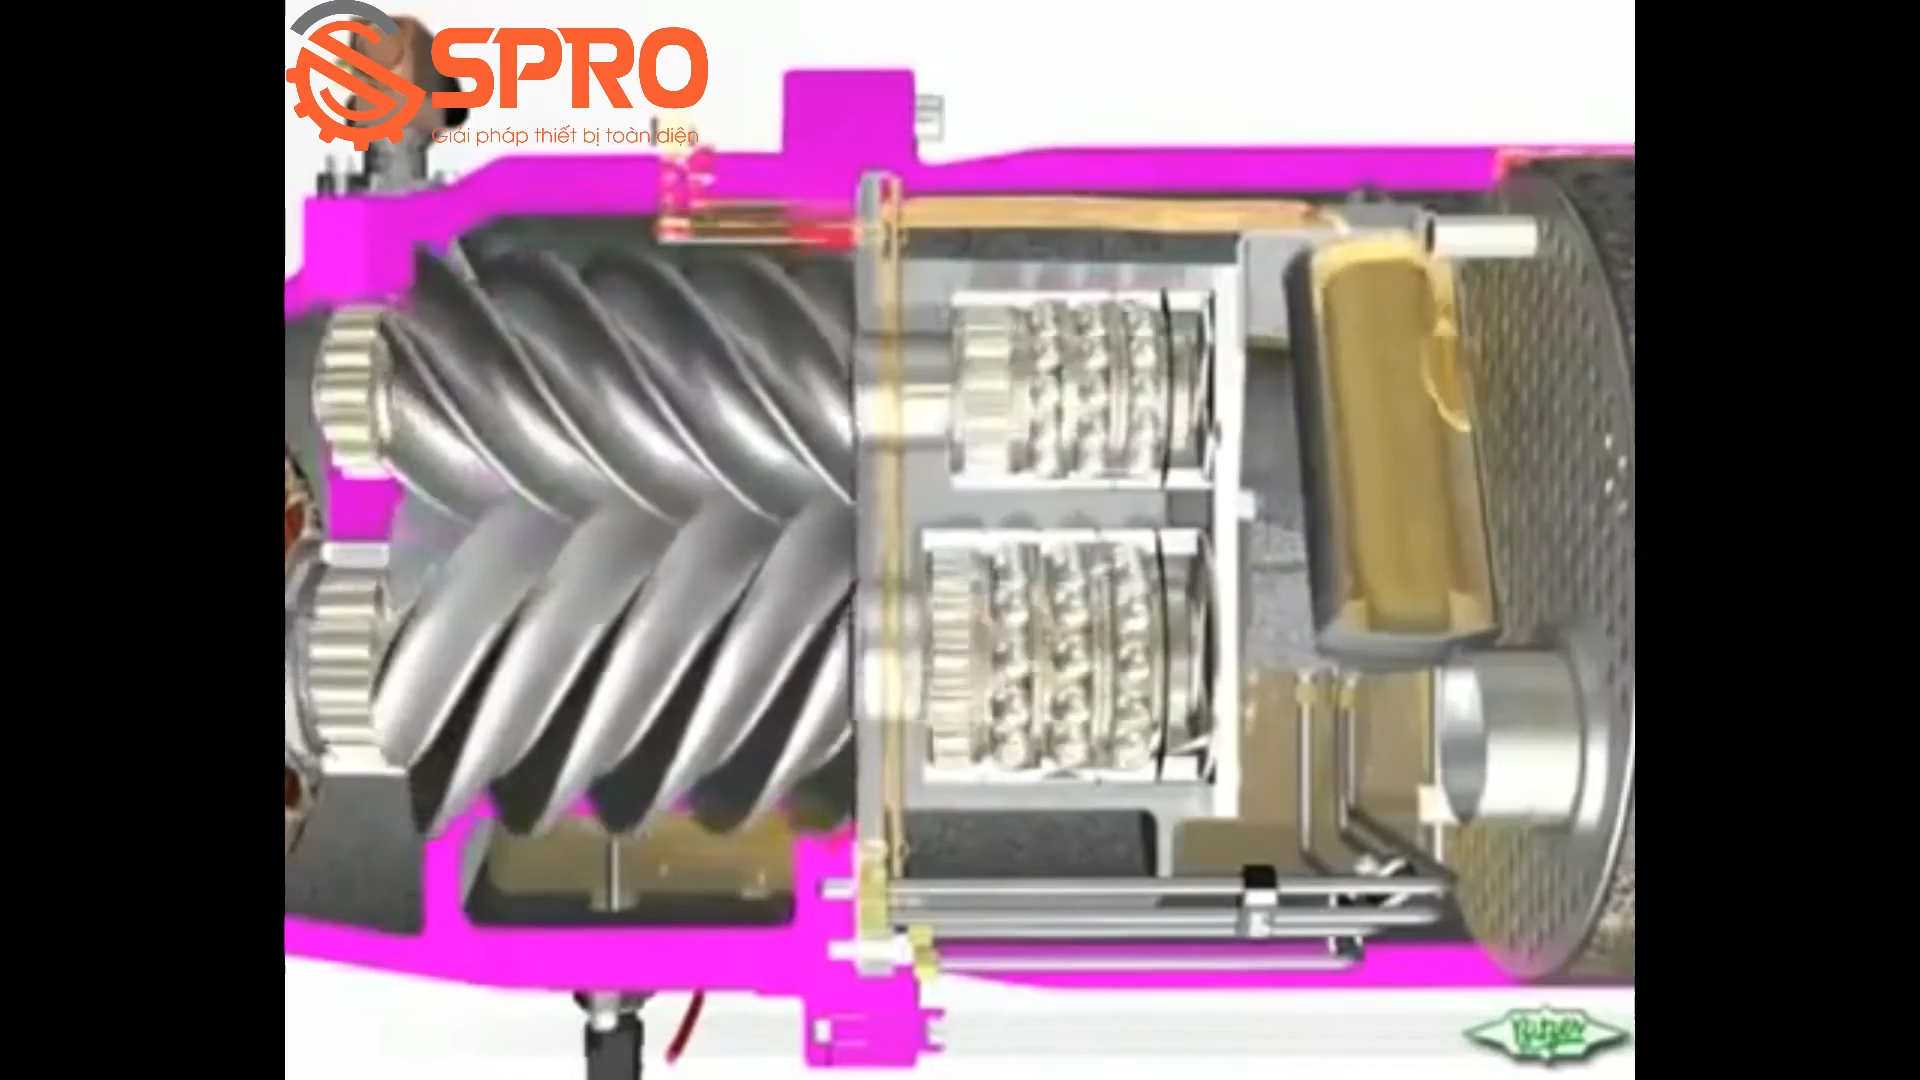 SPRO
Giải pháp thiết bị toàn diện